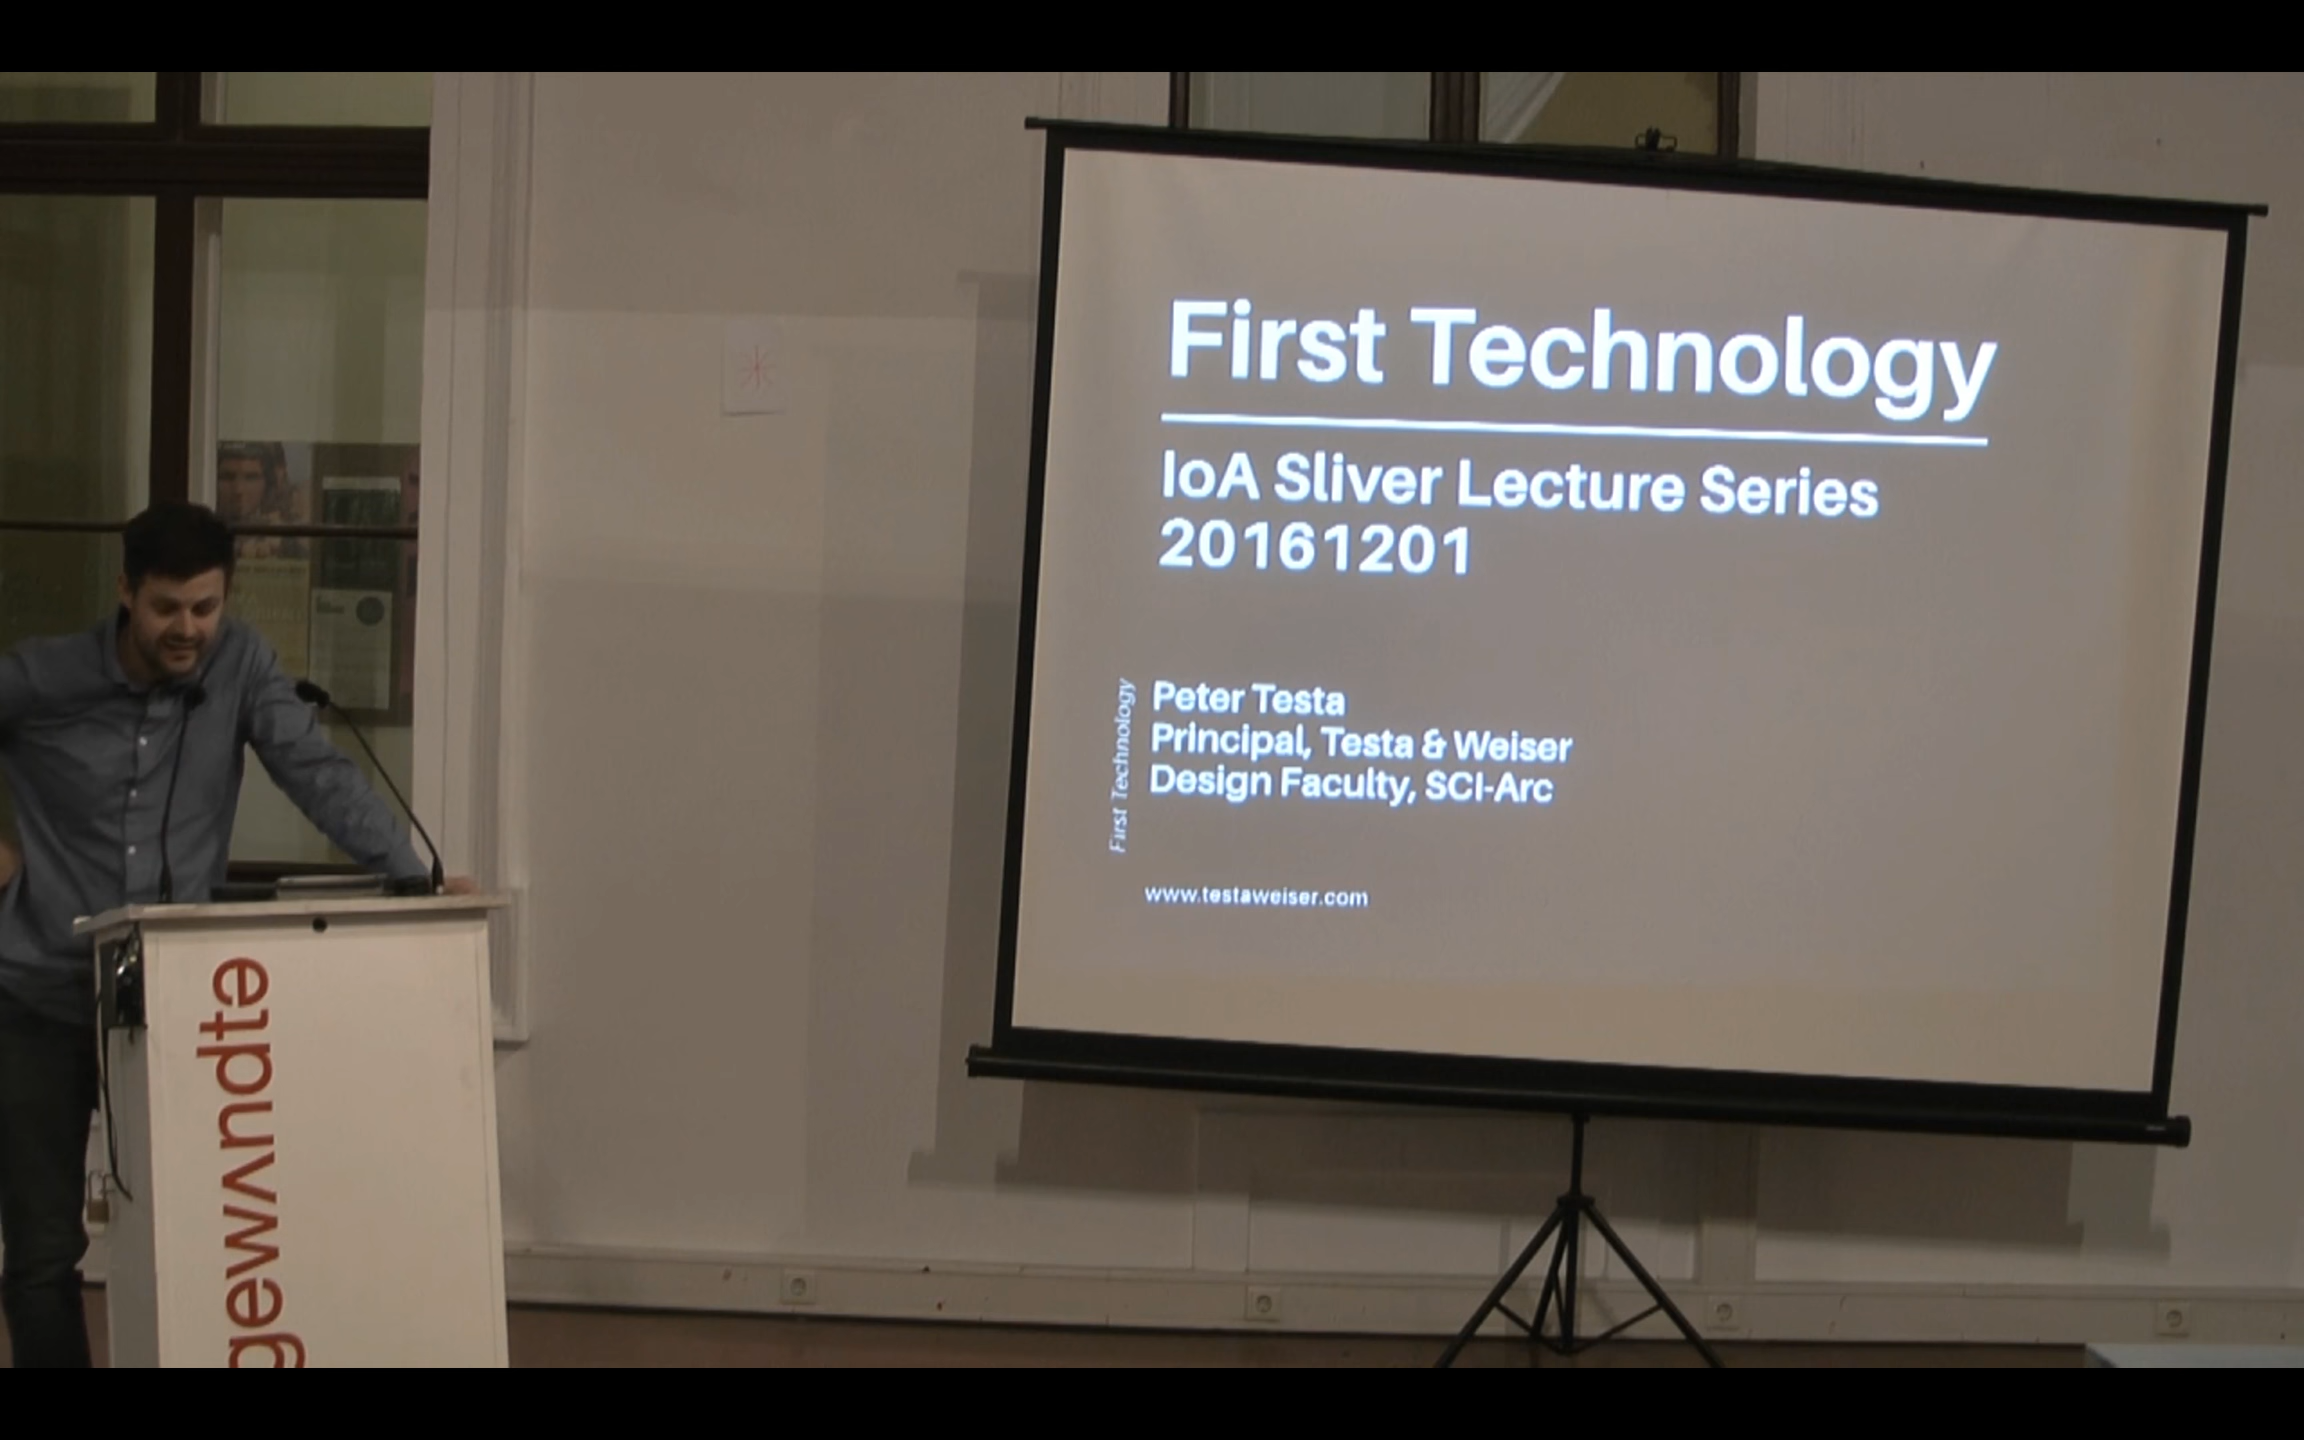 First Technology
IoA Sliver Lecture Series
20161201
Peter Testa
Principal, Testa & Weiser
Design Faculty, SCI-Arc
First Technology
www.testaweiser.com
gewʌndte